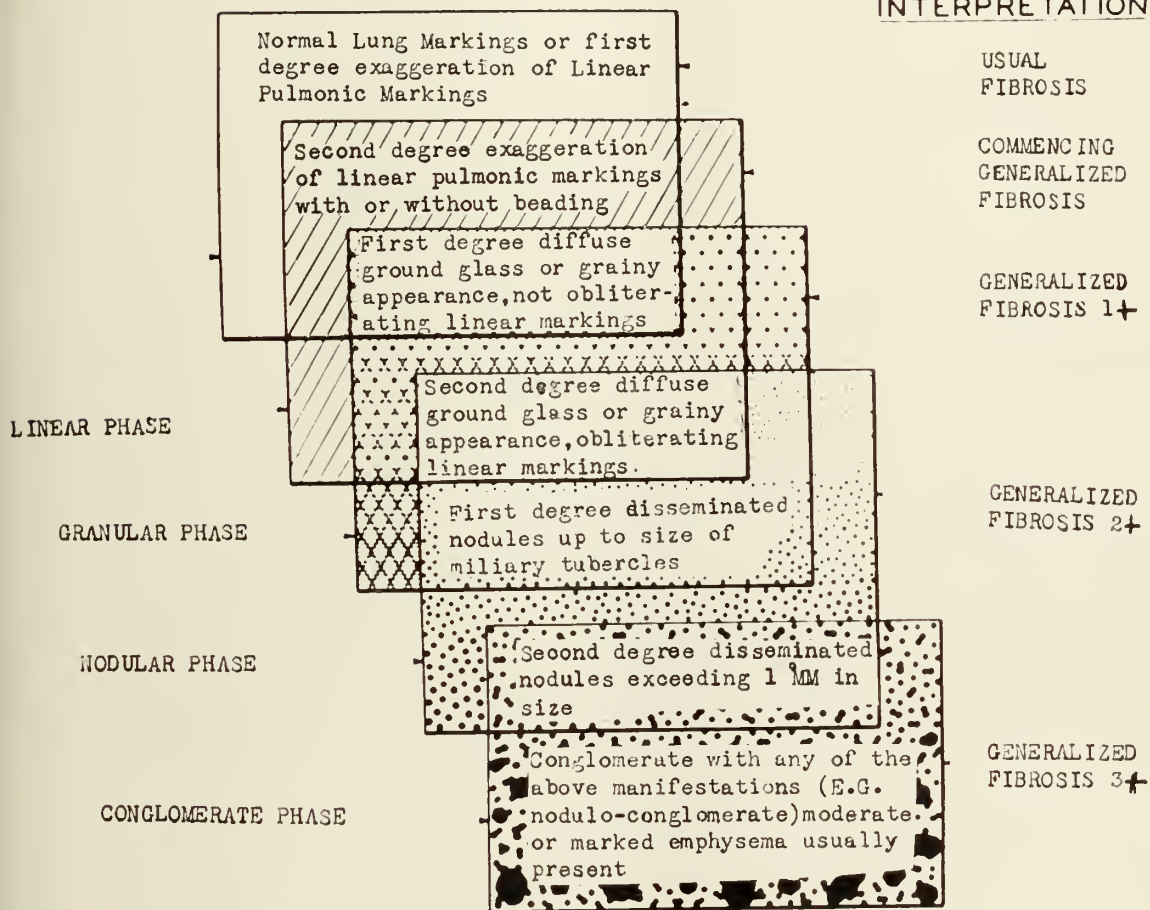 INTERPRETATION
Normal Lung Markings or first
degree exaggeration of Linear
Pulmonic Markings
USUAL
FIBROSIS
Second degree exaggeration
of linear pulmonic markings
with or without beading
COMMENCING
GENERALIZED
FIBROSIS
First degree diffuse
ground glass or grainy
appearance, not obliter-
ating linear markings
GENERALIZED
FIBROSIS 1+
Second degree diffuse
ground glass or grainy
appearance, obliterating
linear markings.
LINEAR PHASE
First degree disseminated
nodules up to size of
miliary tubercles
GRANULAR PHASE
GENERALIZED
FIBROSIS 2+
Second degree disseminated
nodules exceeding 1 MM in
size
NODULAR PHASE
Conglomerate with any of the
above manifestations (E.G.
nodulo-conglomerate) moderate
or marked emphysema usually
present
CONGLOMERATE PHASE
GENERALIZED
FIBROSIS 3+